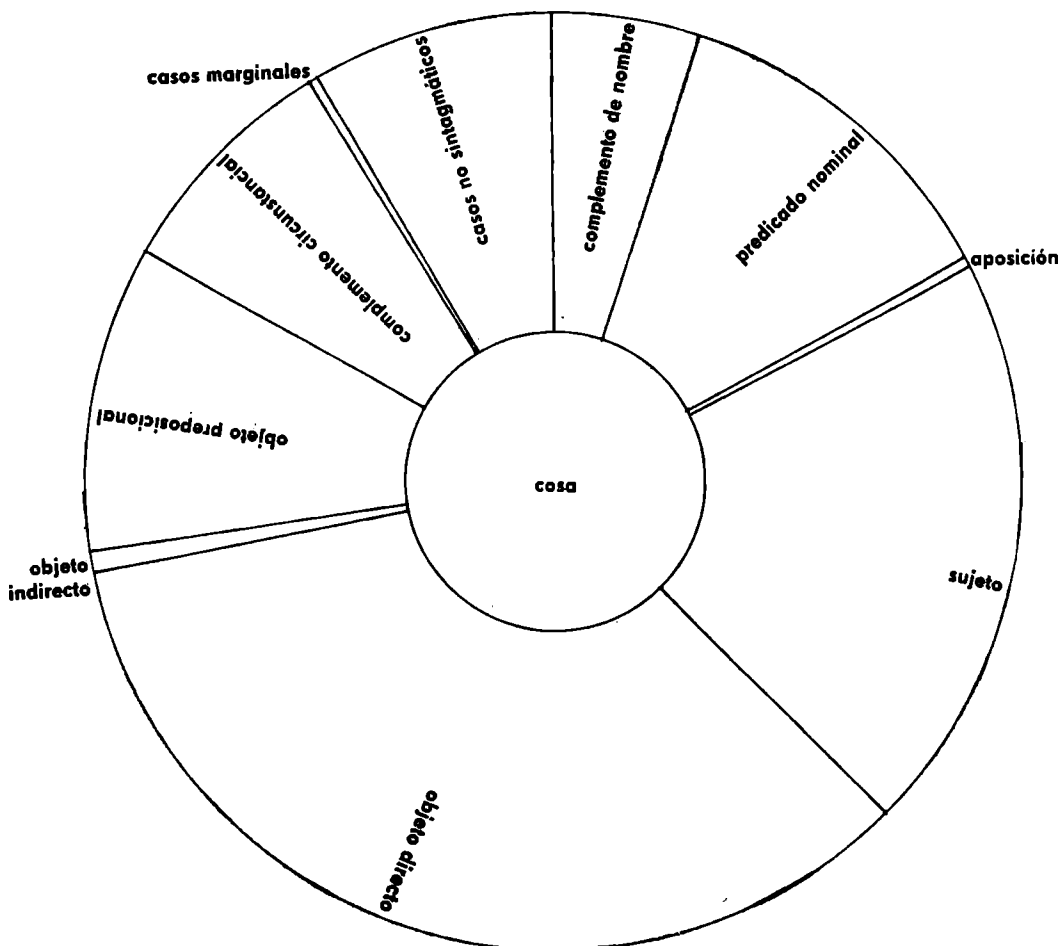 casos marginales
casos no sintagmáticos
complemento de nombre
predicado nominal
aposición
complemento circunstancial
objeto preposicional
cosa
objeto
indirecto
sujeto
objeto directo